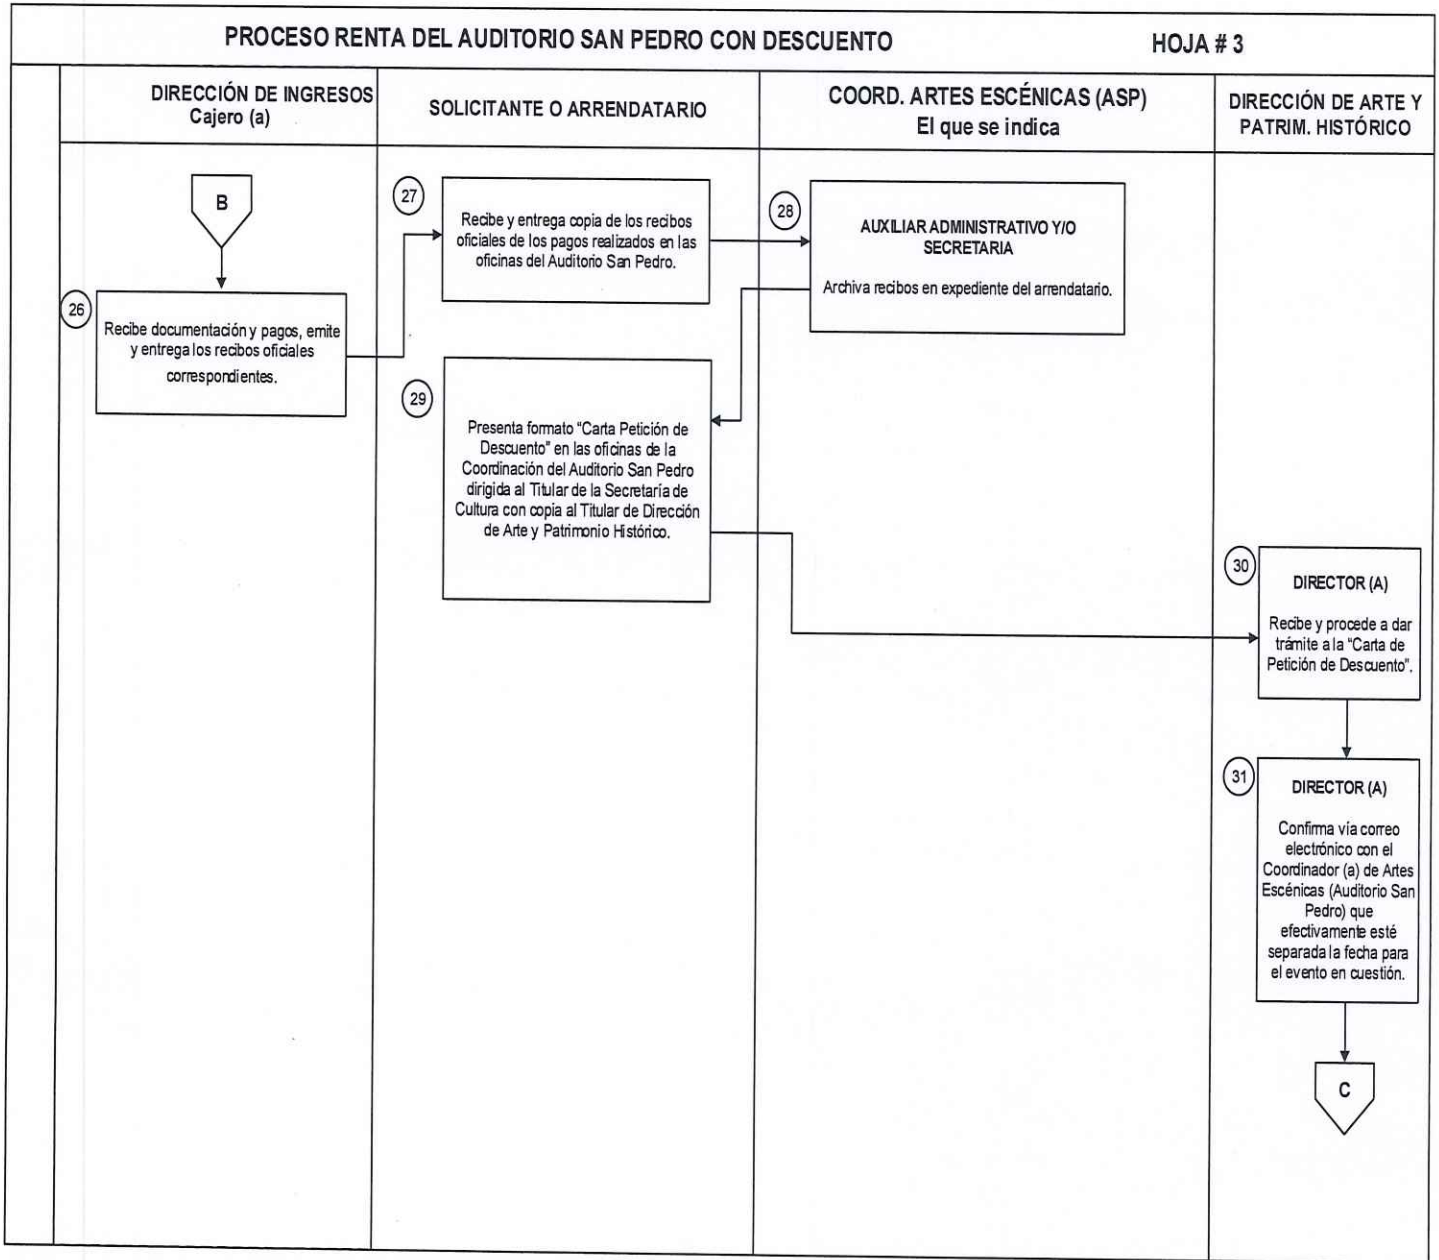 PROCESO RENTA DEL AUDITORIO SAN PEDRO CON DESCUENTO
HOJA # 3
DIRECCIÓN DE INGRESOS
Cajero (a)
SOLICITANTE O ARRENDATARIO
COORD. ARTES ESCÉNICAS (ASP)
El que se indica
DIRECCIÓN DE ARTE Y
PATRIM. HISTÓRICO
B
26
Recibe documentación y pagos, emite
y entrega los recibos oficiales
correspondientes.
27
Recibe y entrega copia de los recibos
oficiales de los pagos realizados en las
oficinas del Auditorio San Pedro.
28
AUXILIAR ADMINISTRATIVO Y/O
SECRETARIA
Archiva recibos en expediente del arrendatario.
29
Presenta formato “Carta Petición de
Descuento” en las oficinas de la
Coordinación del Auditorio San Pedro
dirigida al Titular de la Secretaría de
Cultura con copia al Titular de Dirección
de Arte y Patrimonio Histórico.
30
DIRECTOR (A)
Recibe y procede a dar
trámite a la “Carta de
Petición de Descuento”.
31
DIRECTOR (A)
Confirma vía correo
electrónico con el
Coordinador (a) de Artes
Escénicas (Auditorio San
Pedro) que
efectivamente esté
separada la fecha para
el evento en cuestión.
C